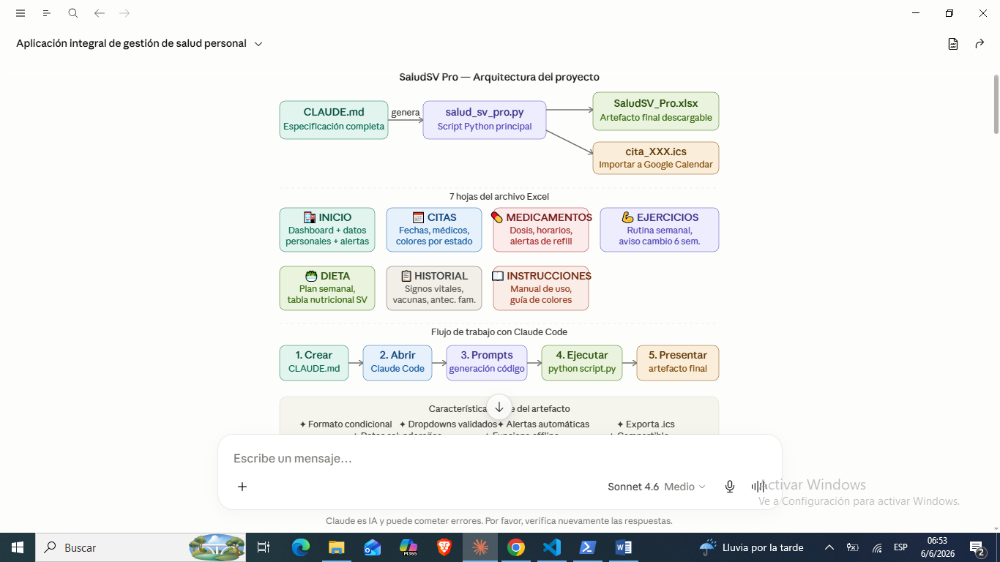 Aplicación integral de gestión de salud personal
SaludSV Pro — Arquitectura del proyecto
CLAUDE.md
Especificación completa
genera
salud_sv_pro.py
Script Python principal
SaludSV_Pro.xlsx
Artefacto final descargable
cita_XXX.ics
Importar a Google Calendar
7 hojas del archivo Excel
INICIO
Dashboard + datos
personales + alertas
CITAS
Fechas, médicos,
colores por estado
MEDICAMENTOS
Dosis, horarios,
alertas de refill
EJERCICIOS
Rutina semanal,
aviso cambio 6 sem.
DIETA
Plan semanal,
tabla nutricional SV
HISTORIAL
Signos vitales,
vacunas, antec. fam.
INSTRUCCIONES
Manual de uso,
guía de colores
Flujo de trabajo con Claude Code
1. Crear
CLAUDE.md
2. Abrir
Claude Code
3. Prompts
generación código
4. Ejecutar
python script.py
5. Presentar
artefacto final
del artefacto
✦ Formato condicional ✦ Dropdowns validados ✦ Alertas automáticas ✦ Exporta .ics
Escribe un mensaje...
Sonnet 4.6 Medio
Activar Windows
Ve a Configuración para activar Windows.
Claude es IA y puede cometer errores. Por favor, verifica nuevamente las respuestas.
Buscar
M365
Lluvia por la tarde
ESP
06:53
6/6/2026
2